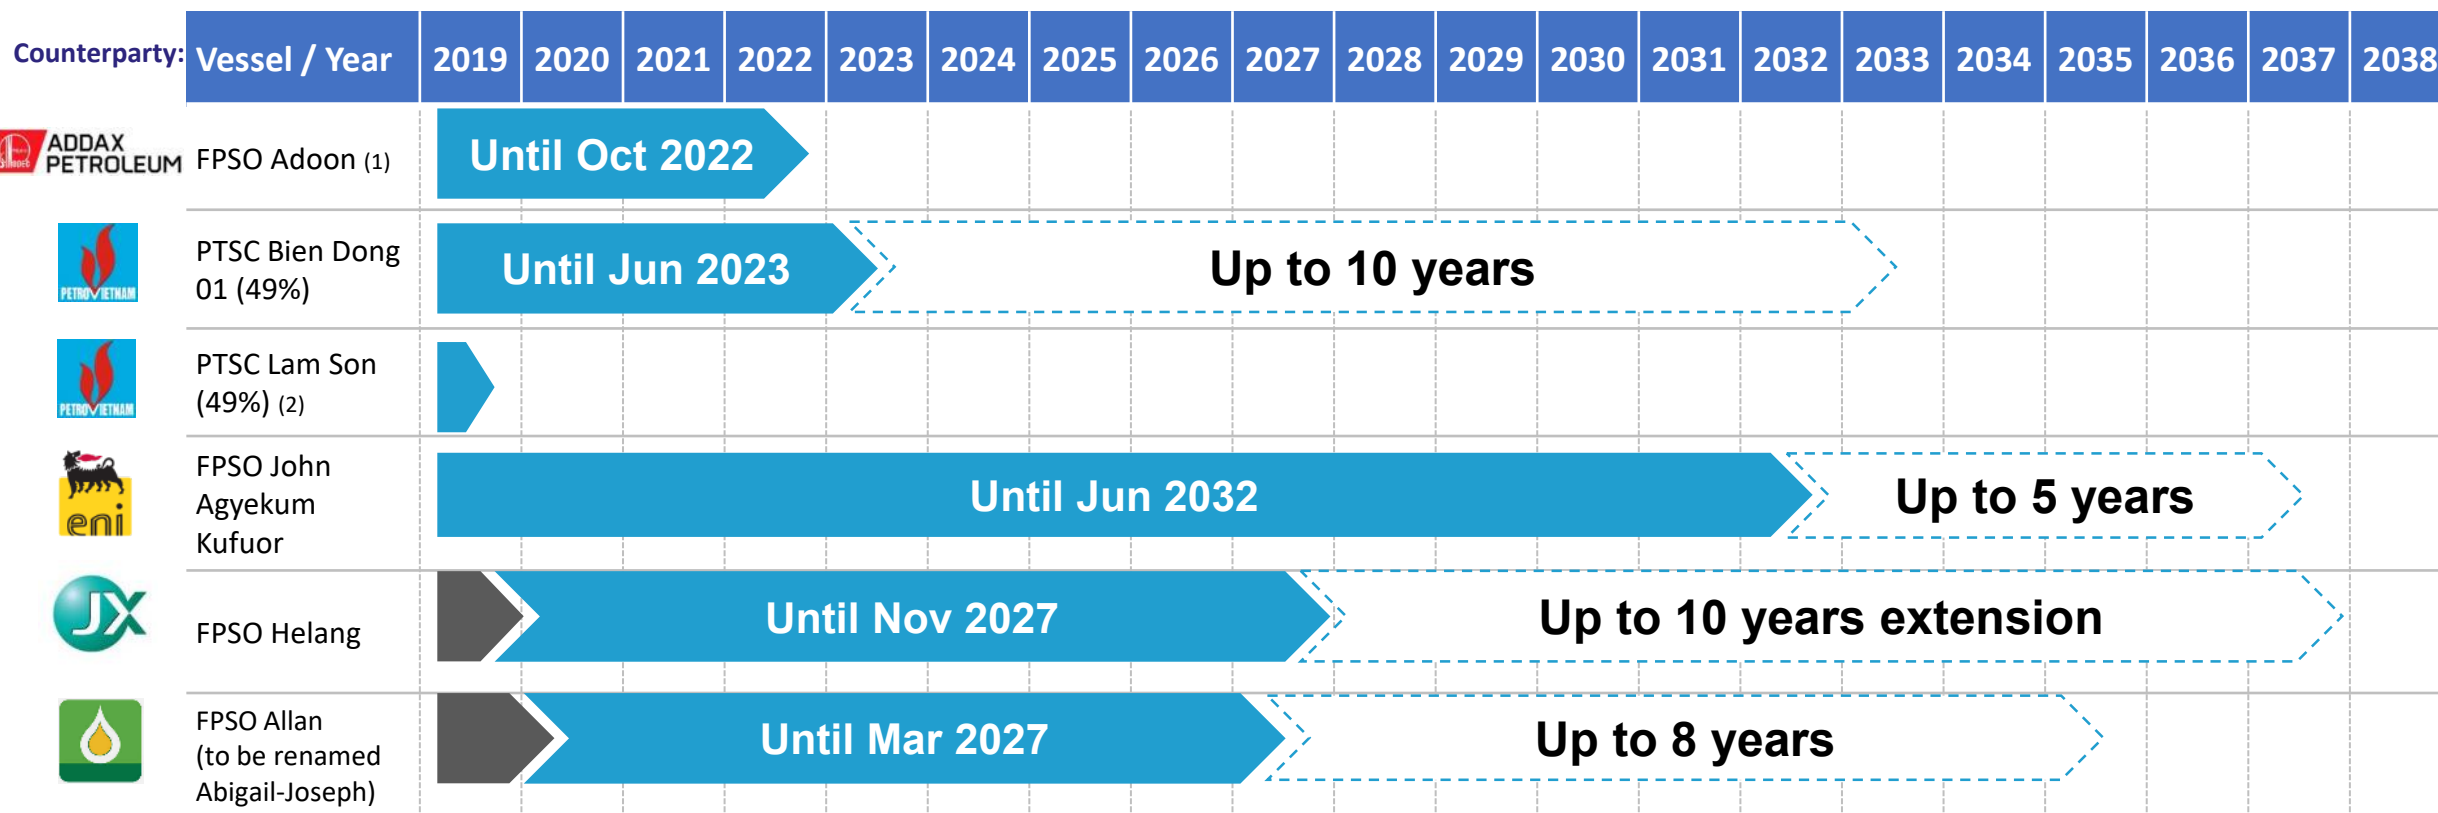 Counterparty: Vessel / Year 2019 2020 2021 2022 2023 2024 2025 2026 2027 2028 2029 2030 2031 2032 2033 2034 2035 2036 2037 2038
ADDAX
PETROLEUM
FPSO Adoon (1)
Until Oct 2022
PETROVIETNAM
PTSC Bien Dong
01 (49%)
Until Jun 2023
Up to 10 years
PETROVIETNAM
PTSC Lam Son
(49%) (2)
eni
FPSO John
Agyekum
Kufuor
Until Jun 2032
Up to 5 years
JX
FPSO Helang
Until Nov 2027
Up to 10 years extension
FPSO Allan
(to be renamed
Abigail-Joseph)
Until Mar 2027
Up to 8 years